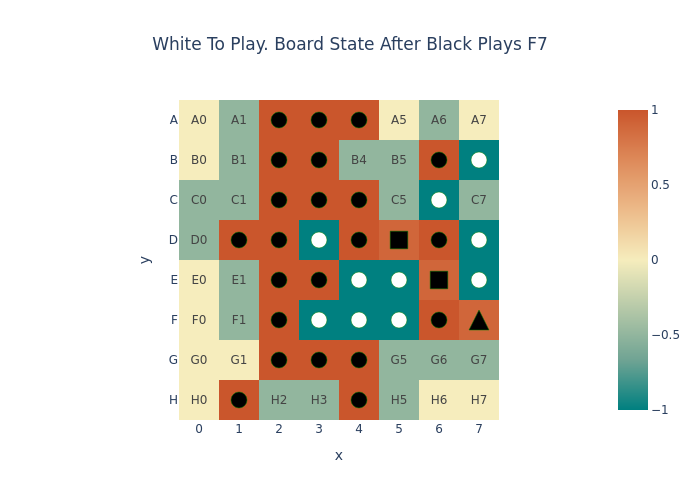 White To Play. Board State After Black Plays F7
A A0 A1 A5 A6 A7
B B0 B1 B4 B5
C C0 C1 C5 C7
D D0
E E0 E1
F F0 F1
G G0 G1 G5 G6 G7
H H0 H2 H3 H5 H6 H7
0 1 2 3 4 5 6 7
x
y
1
0.5
0
−0.5
−1